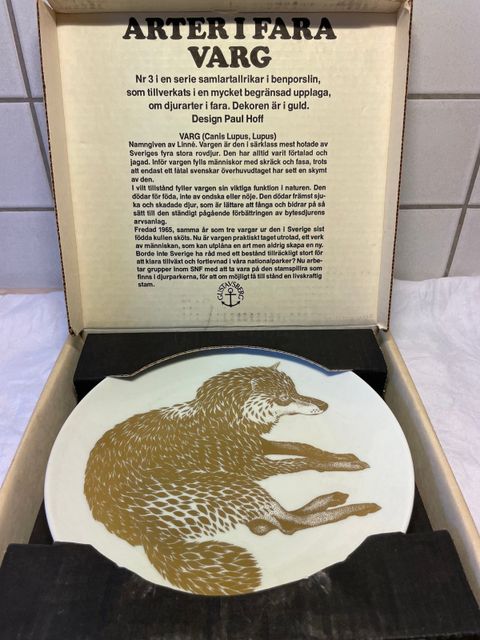 ARTER I FARA
VARG
Nr 3 i en serie samlartallrikar i benporslin,
som tillverkats i en mycket begränsad upplaga,
om djurarter i fara. Dekoren är i guld.
Design Paul Hoff
VARG (Canis Lupus, Lupus)
Namngiven av Linné. Vargen är den i särklass mest hotade av
Sveriges fyra stora rovdjur. Den har alltid varit förtalad och
jagad. Inför vargen fylls människor med skräck och fasa, trots
att endast ett fåtal svenskar överhuvudtaget har sett en skymt
av den.
I vilt tillstånd fyller vargen sin viktiga funktion i naturen. Den
dödar för föda, inte av ondska eller nöje. Den dödar främst sju-
ka och skadade djur, som är lättare att fånga och bidrar på så
sätt till den ständigt pågående förbättringen av bytesdjurens
arvsanlag.
Fredad 1965, samma år som tre vargar ur den i Sverige sist
födda kullen sköts. Nu är vargen praktiskt taget utrotad, ett verk
av människan, som kan utplåna en art men aldrig skapa en ny.
Borde inte Sverige ha råd med ett bestånd tillräckligt stort för
att klara tillväxt och fortlevnad i våra nationalparker? Nu arbe-
tar grupper inom SNF med att ta vara på den stamspillra som
finns i djurparkerna, för att om möjligt få till stånd en livskraftig
stam.
GUSTAVSBERG